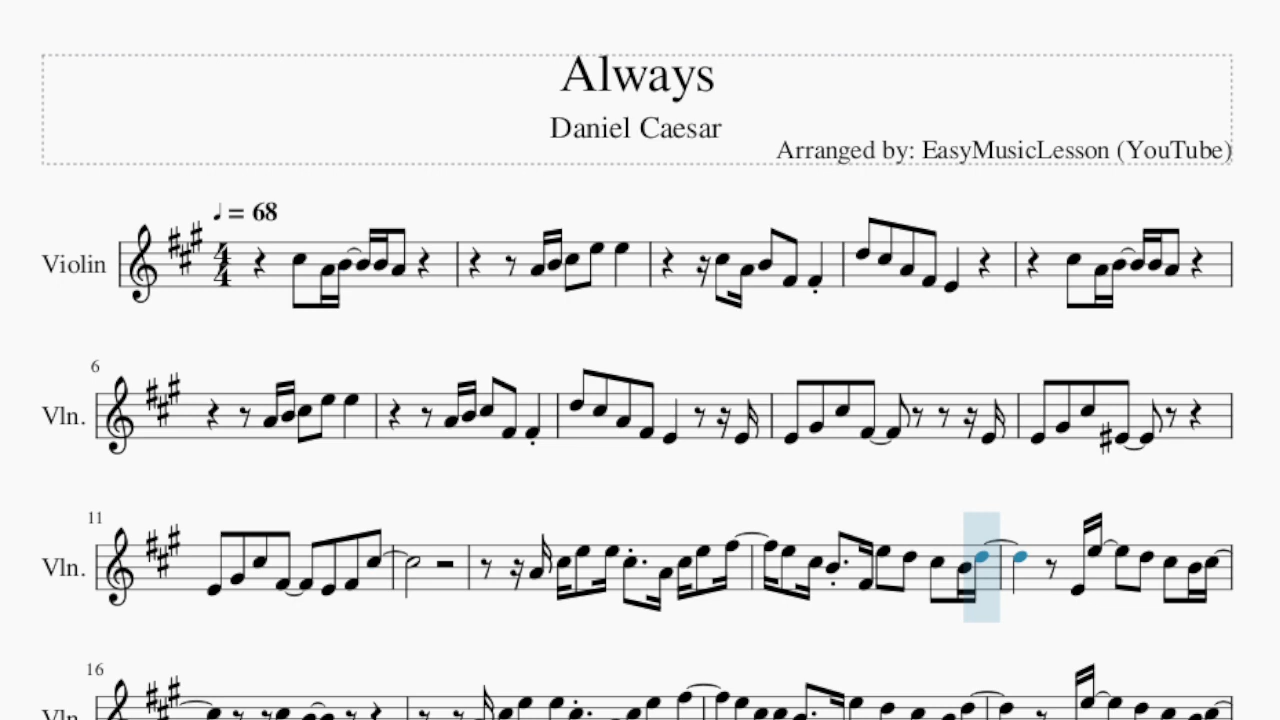 Always
Daniel Caesar
Arranged by: EasyMusicLesson (YouTube)
♩ = 68
Violin
4
4
6
Vln.
11
Vln.
16
Vln.